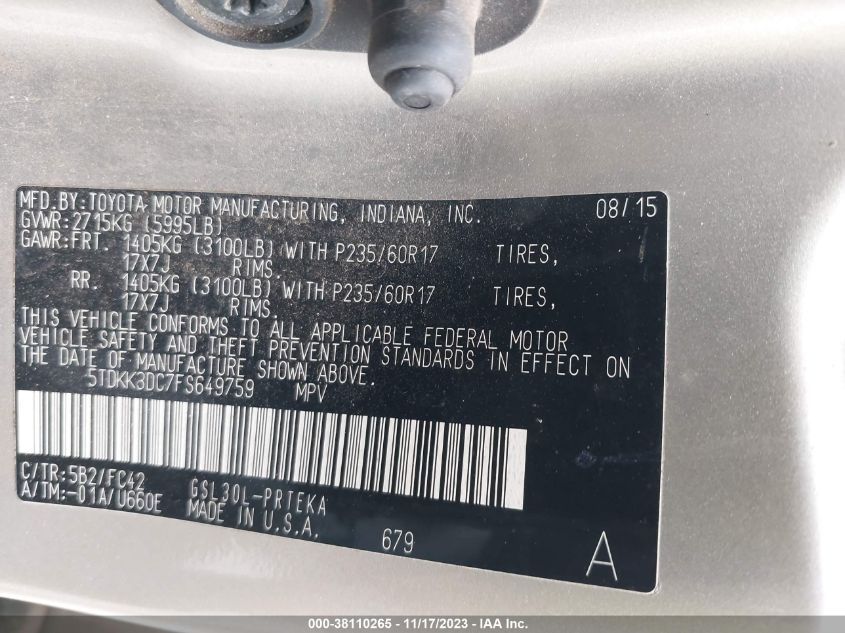 MFD.BY:TOYOTA MOTOR MANUFACTURING, INDIANA, INC. 08/15
GVWR:2715KG (5995LB)
GAWR:FRT. 1405KG (3100LB) WITH P235/60R17 TIRES,
17X7J RIMS.
RR. 1405KG (3100LB) WITH P235/60R17 TIRES,
17X7J RIMS.
THIS VEHICLE CONFORMS TO ALL APPLICABLE FEDERAL MOTOR
VEHICLE SAFETY AND THEFT PREVENTION STANDARDS IN EFFECT ON
THE DATE OF MANUFACTURE SHOWN ABOVE.
5TDKK3DC7FS649759 MPV
C/TR:5B2/FC42 GSL30L-PRTEKA
A/TM:-01A/U660E MADE IN U.S.A.
679 A
000-38110265 - 11/17/2023 - IAA Inc.